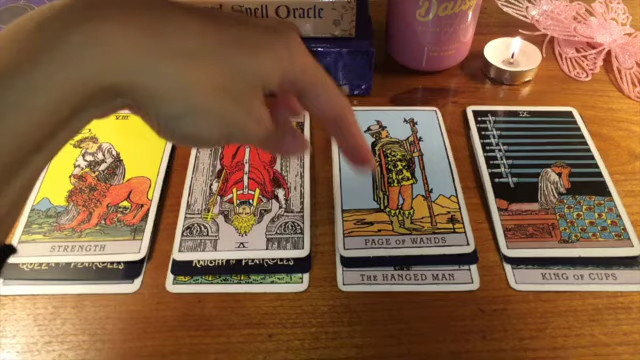 Spell Oracle
Daisy
VIII
IX
STRENGTH
V
PAGE OF WANDS
QUEEN of PENTACLES
KNIGHT of PENTACLES
THE HANGED MAN
KING OF CUPS